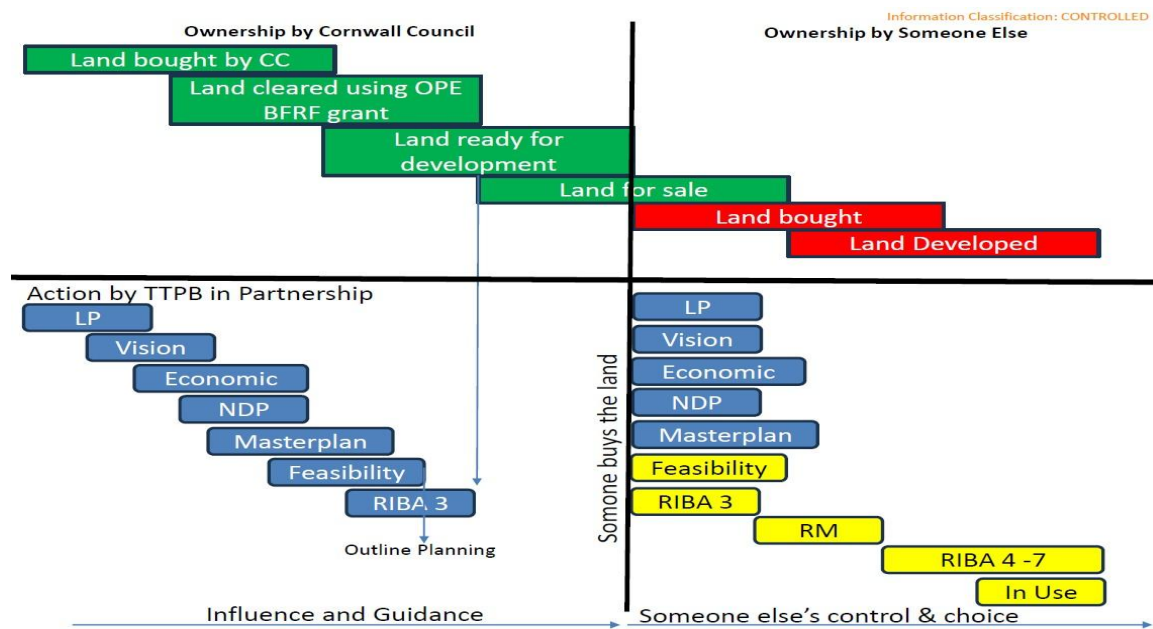 Information Classification: CONTROLLED
Ownership by Cornwall Council
Ownership by Someone Else
Land bought by CC
Land cleared using OPE
BFRF grant
Land ready for
development
Land for sale
Land bought
Land Developed
Action by TTPB in Partnership
LP
Vision
Economic
NDP
Masterplan
Feasibility
RIBA 3
Outline Planning
Influence and Guidance
Somone buys the land
LP
Vision
Economic
NDP
Masterplan
Feasibility
RIBA 3
RM
RIBA 4 -7
In Use
Someone else's control & choice